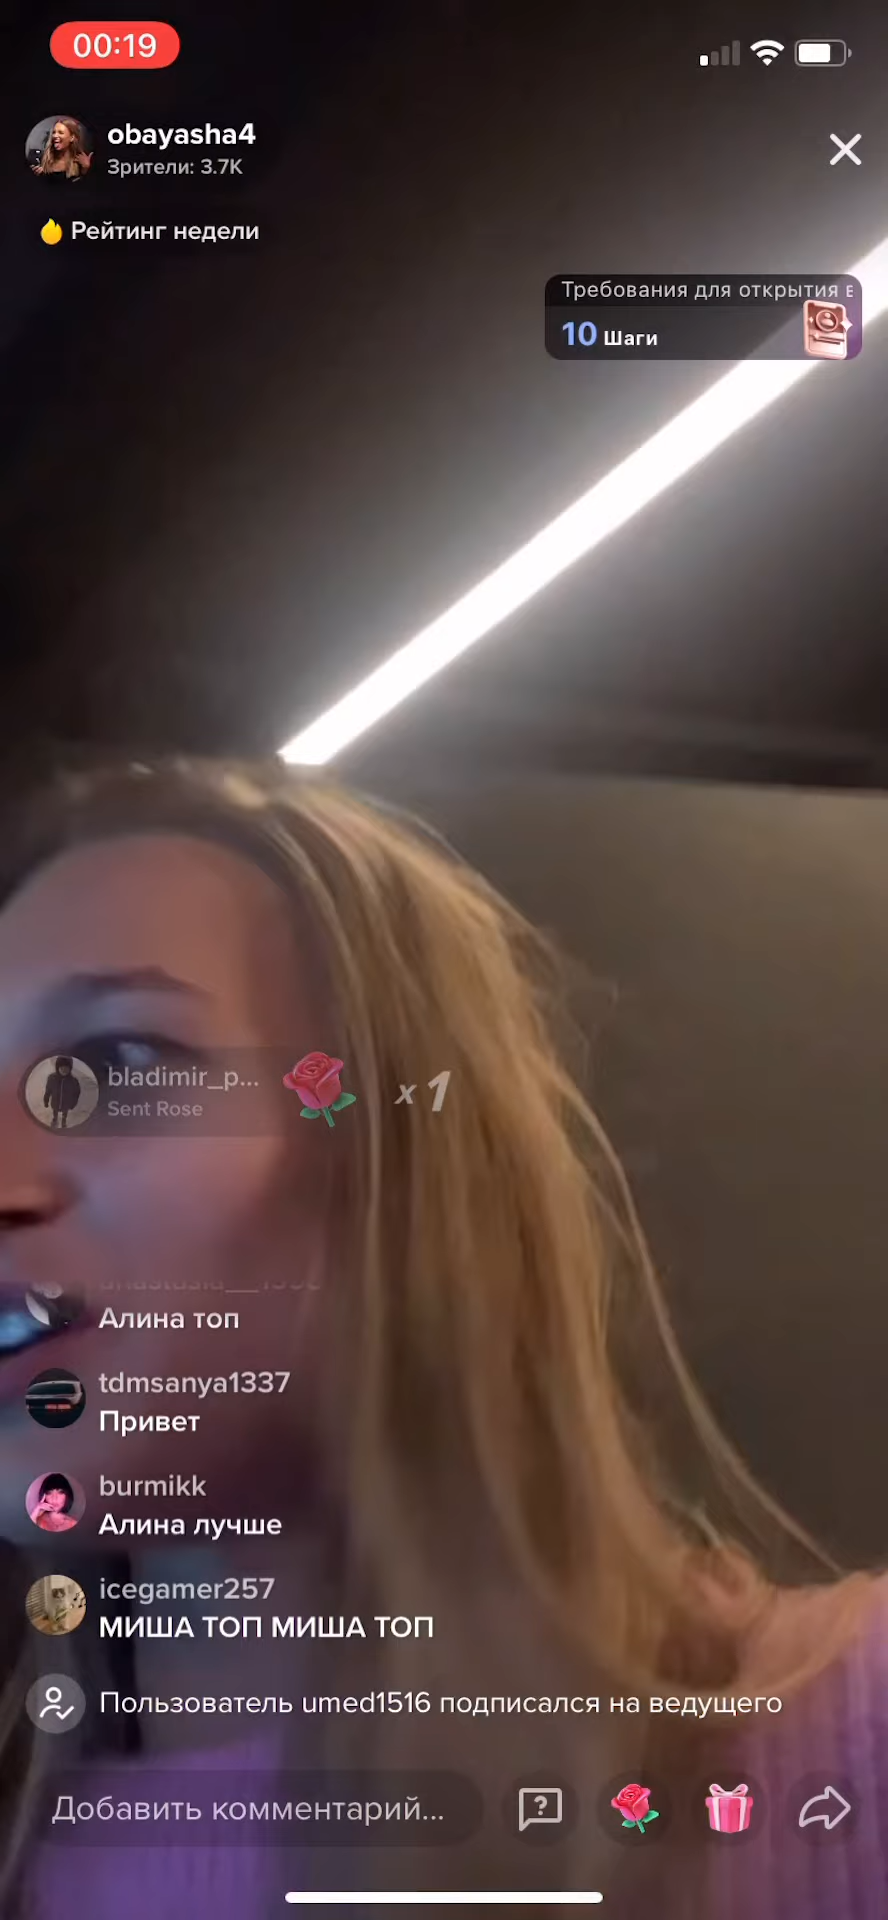 00:19
obayasha4
Зрители: 3.7K
Рейтинг недели
Требования для открытия в
10 Шаги
bladimir_p...
Sent Rose
x 1
Алина топ
tdmsanya1337
Привет
burmikk
Алина лучше
icegamer257
МИША ТОП МИША ТОП
Пользователь umed1516 подписался на ведущего
Добавить комментарий...